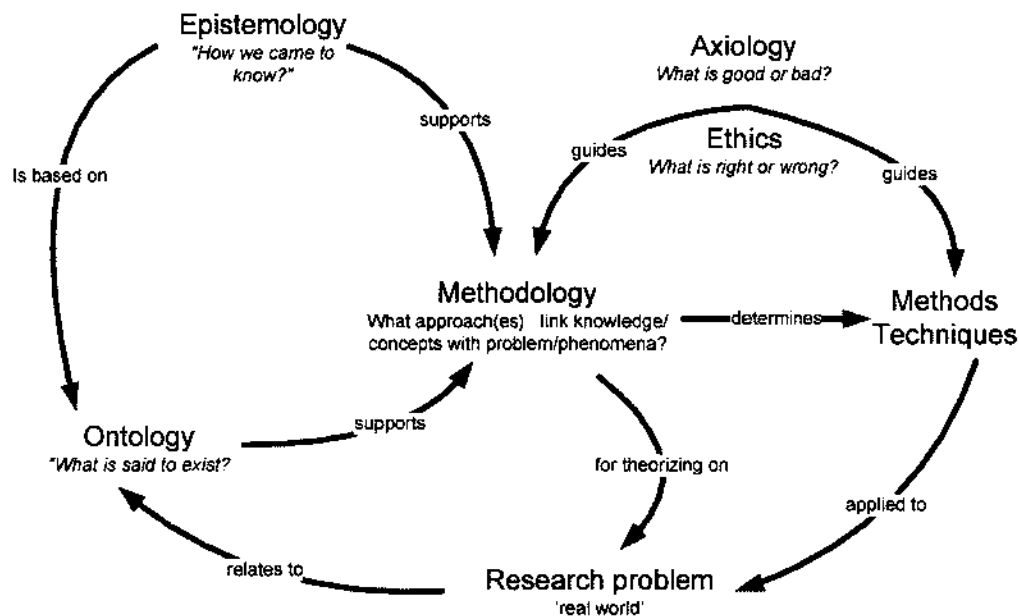 Epistemology
"How we came to
know?"
Axiology
What is good or bad?
supports
guides
Ethics
What is right or wrong?
guides
Is based on
Methodology
What approach(es) link knowledge/
concepts with problem/phenomena?
determines
Methods
Techniques
supports
Ontology
"What is said to exist?
for theorizing on
applied to
relates to
Research problem
'real world'